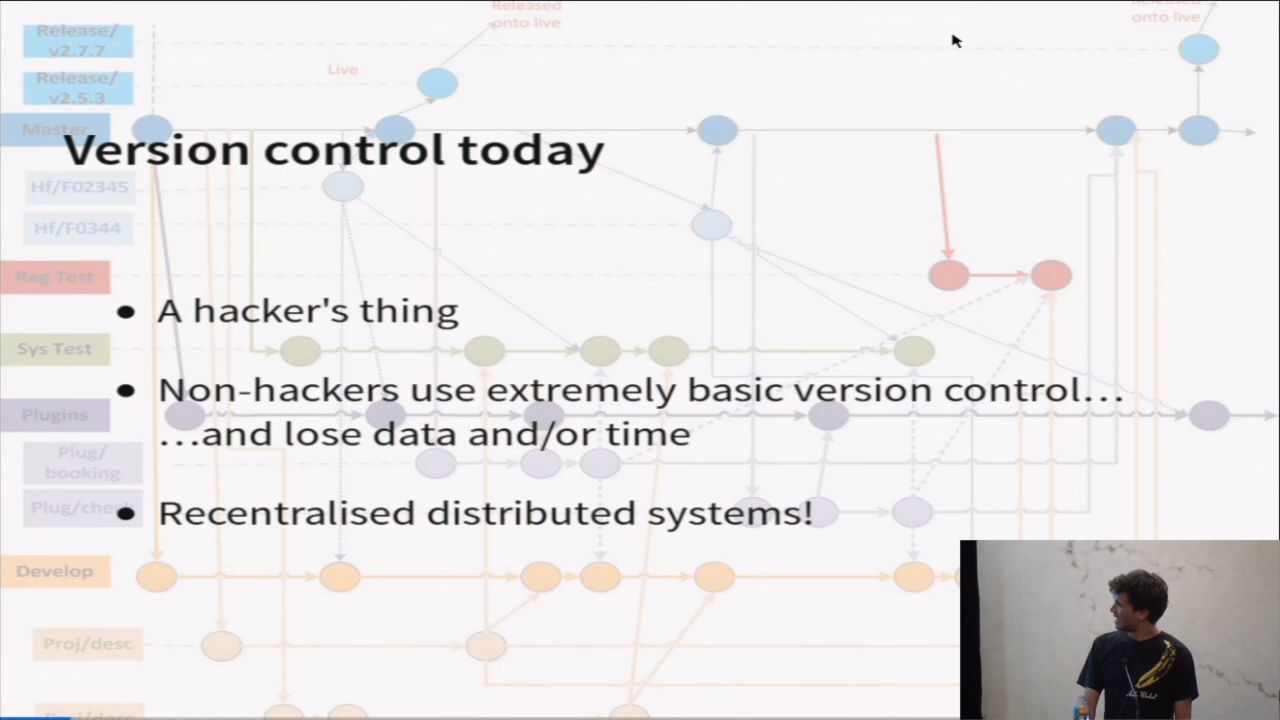 Released
onto live
Released
onto live
Release/
v2.7.7
Live
Release/
v2.5.3
Master
Version control today
Hf/F02345
Hf/F0344
Reg Test
• A hacker's thing
Sys Test
• Non-hackers use extremely basic version control…
Plugins
…and lose data and/or time
Plug/
booking
• Recentralised distributed systems!
Develop
Proj/desc